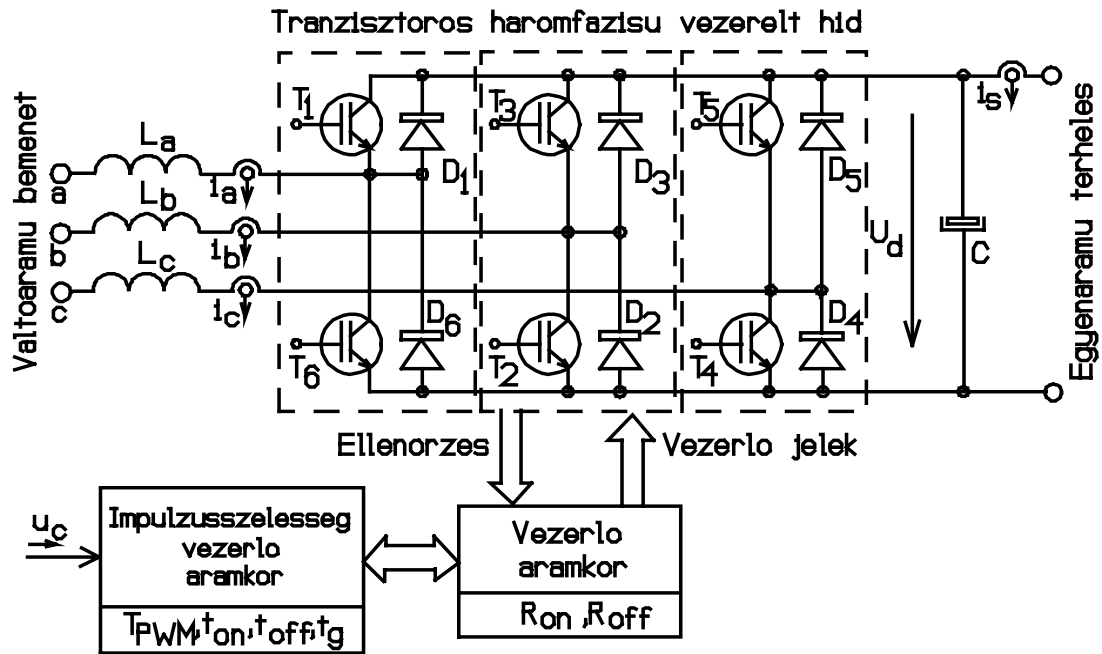 Tranzisztoros haromfazisu vezerelt hid
Valtoaramu bemenet
Egyenaramu terheles
T1
T3
T5
is
La
a
ia
D1
D3
D5
Lb
b
ib
Ud
C
Lc
c
ic
D6
D2
D4
T6
T2
T4
Ellenorzes
Vezerlo jelek
uc
Impulzusszelesseg
vezerlo
aramkor
TPWM,ton,toff,tg
Vezerlo
aramkor
Ron ,Roff